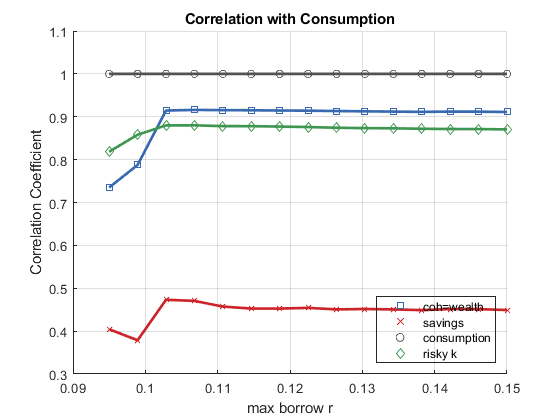 Correlation with Consumption
1.1
1
0.9
0.8
0.7
0.6
0.5
0.4
0.3
Correlation Coefficient
0.09
0.1
0.11
0.12
0.13
0.14
0.15
max borrow r
coh=wealth
savings
consumption
risky k